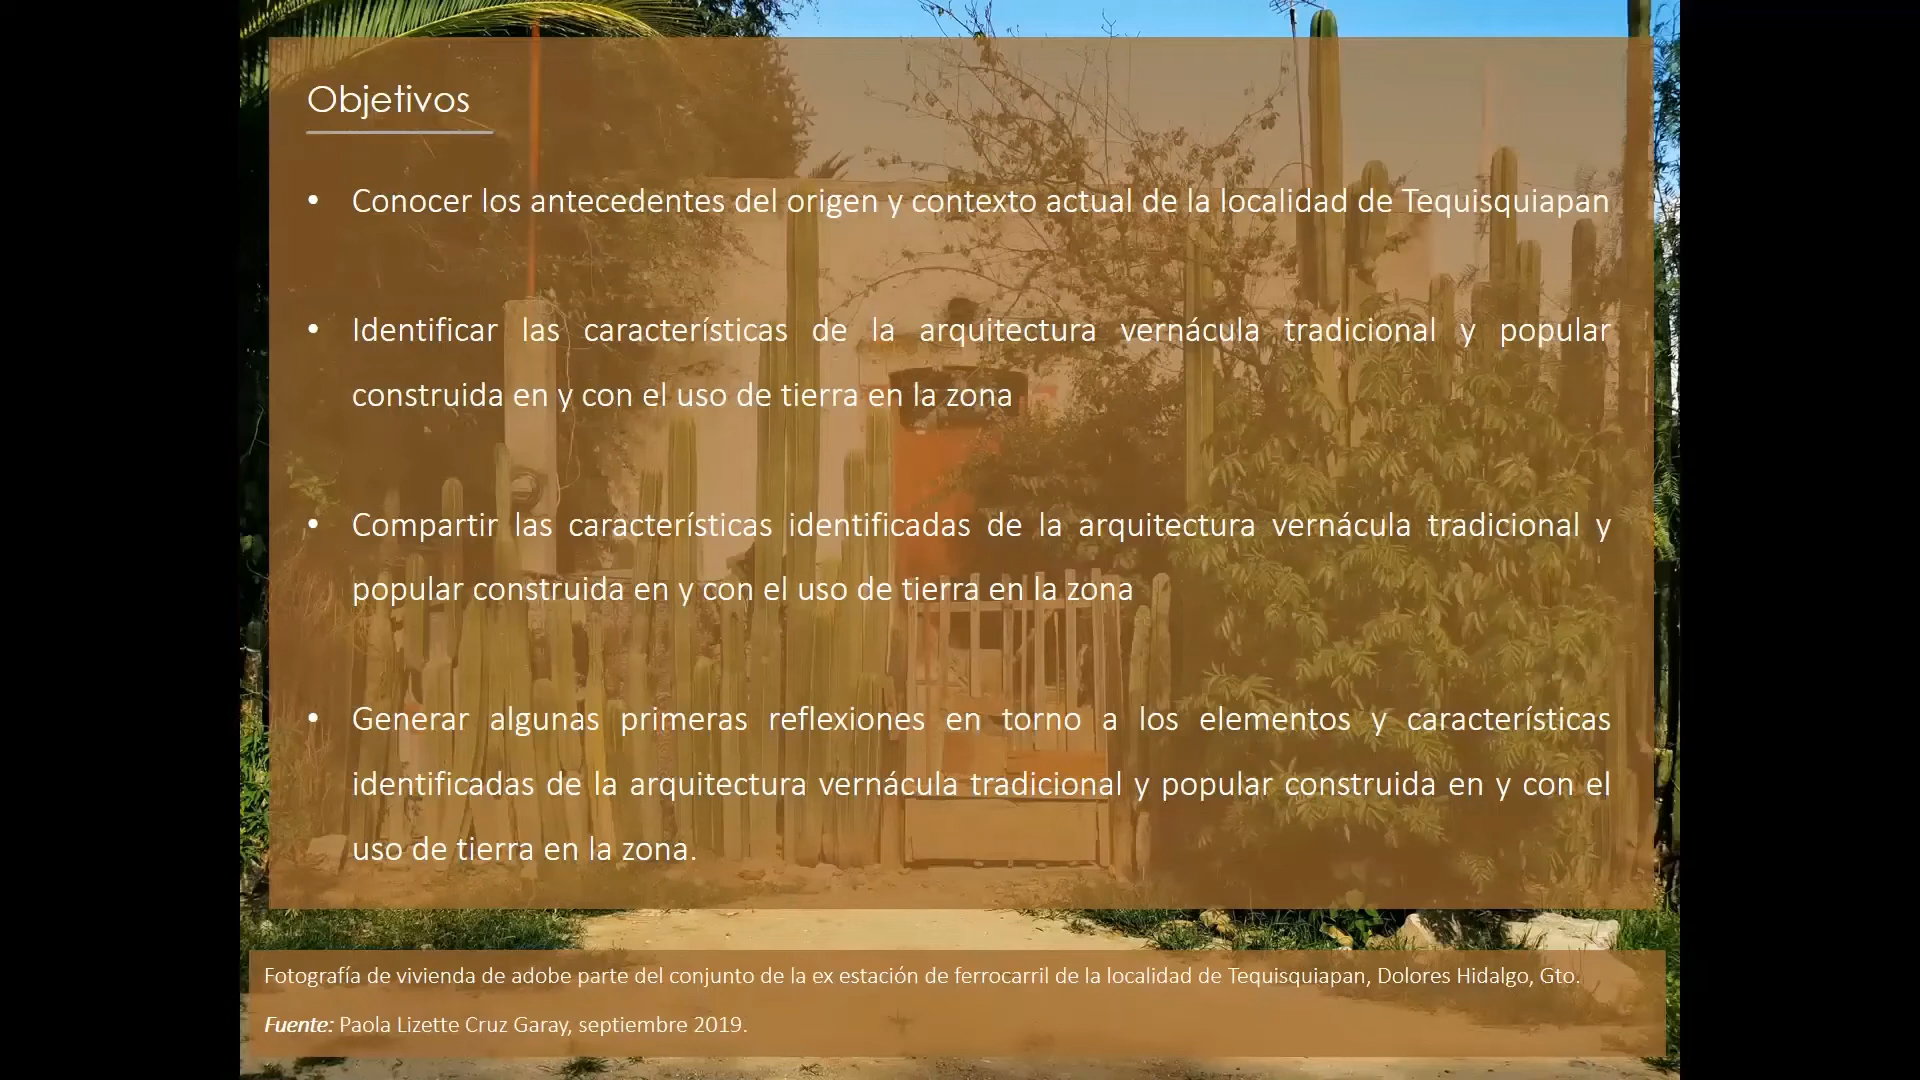 Objetivos
• Conocer los antecedentes del origen y contexto actual de la localidad de Tequisquiapan
• Identificar las características de la arquitectura vernácula tradicional y popular
construida en y con el uso de tierra en la zona
• Compartir las características identificadas de la arquitectura vernácula tradicional y
popular construida en y con el uso de tierra en la zona
• Generar algunas primeras reflexiones en torno a los elementos y características
identificadas de la arquitectura vernácula tradicional y popular construida en y con el
uso de tierra en la zona.
Fotografía de vivienda de adobe parte del conjunto de la ex estación de ferrocarril de la localidad de Tequisquiapan, Dolores Hidalgo, Gto.
Fuente: Paola Lizette Cruz Garay, septiembre 2019.